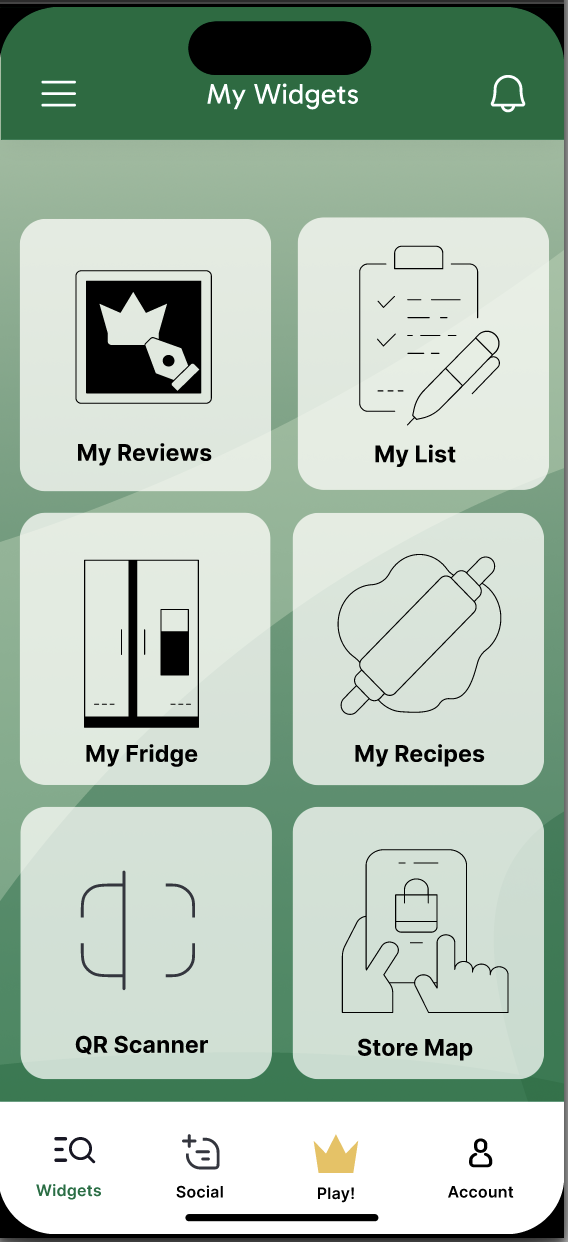 My Widgets
My Reviews
My List
My Fridge
My Recipes
QR Scanner
Store Map
Widgets
Social
Play!
Account